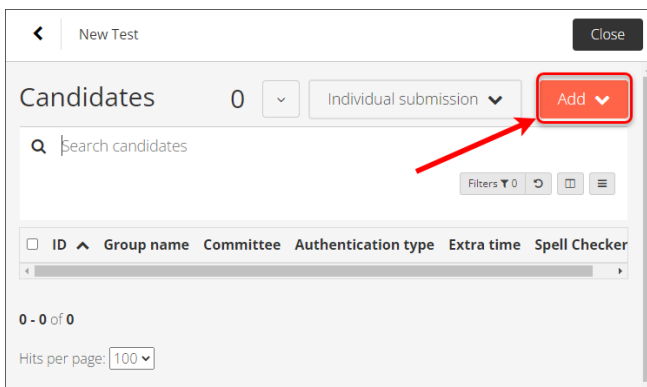 New Test
Close
Candidates 0 Individual submission Add
Search candidates
Filters 0
ID Group name Committee Authentication type Extra time Spell Checker
0 - 0 of 0
Hits per page: 100